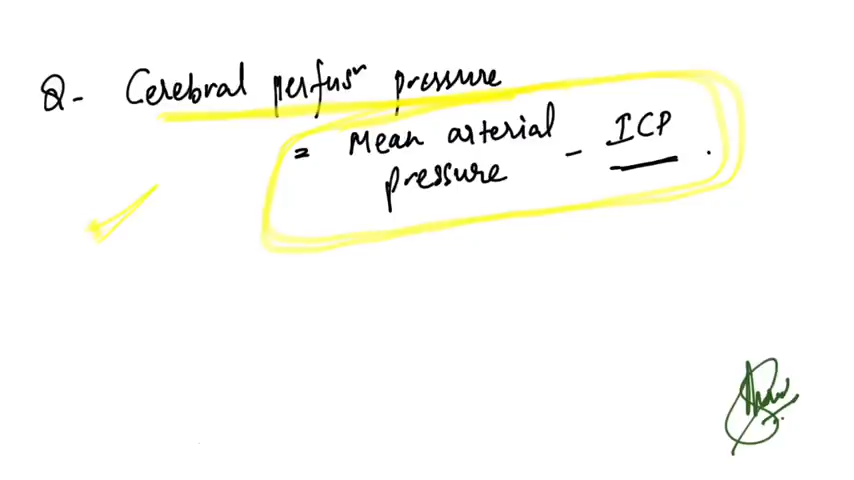 Q- Cerebral perfusⁿ pressure
= Mean arterial pressure - ICP.